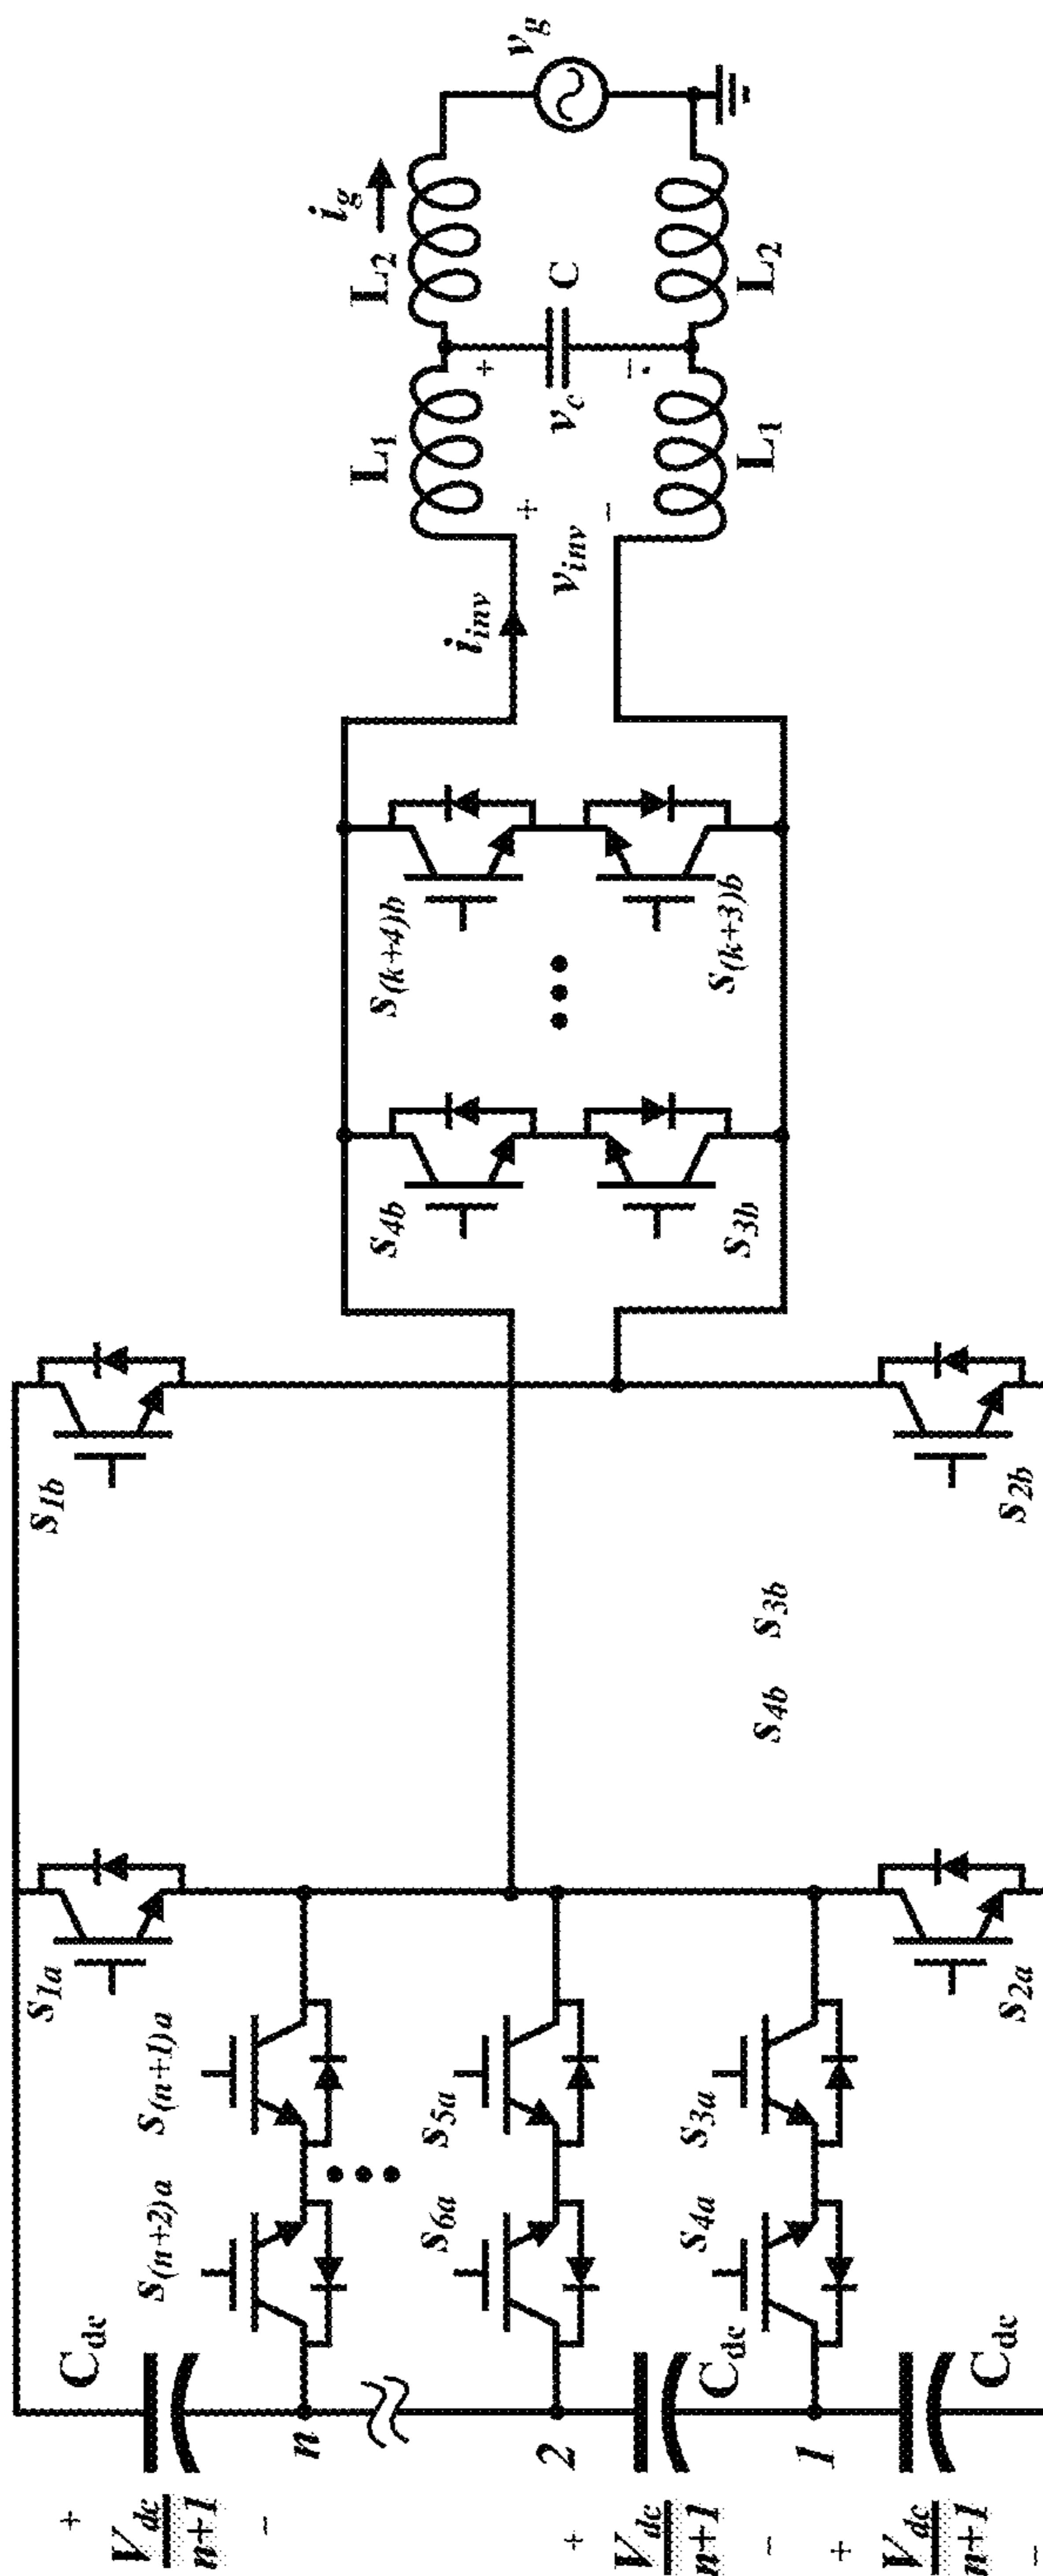 +
V_dc
n+1
−
C_dc
n
2
+
V_dc
n+1
−
C_dc
1
+
V_dc
n+1
−
C_dc
S_(n+2)a
S_(n+1)a
S_6a
S_5a
S_4a
S_3a
S_1a
S_2a
S_4b
S_3b
S_1b
S_2b
S_4b
S_3b
S_(k+4)b
S_(k+3)b
i_inv
+
v_inv
−
L_1
L_1
+
v_c
−
C
L_2
L_2
i_g
v_g